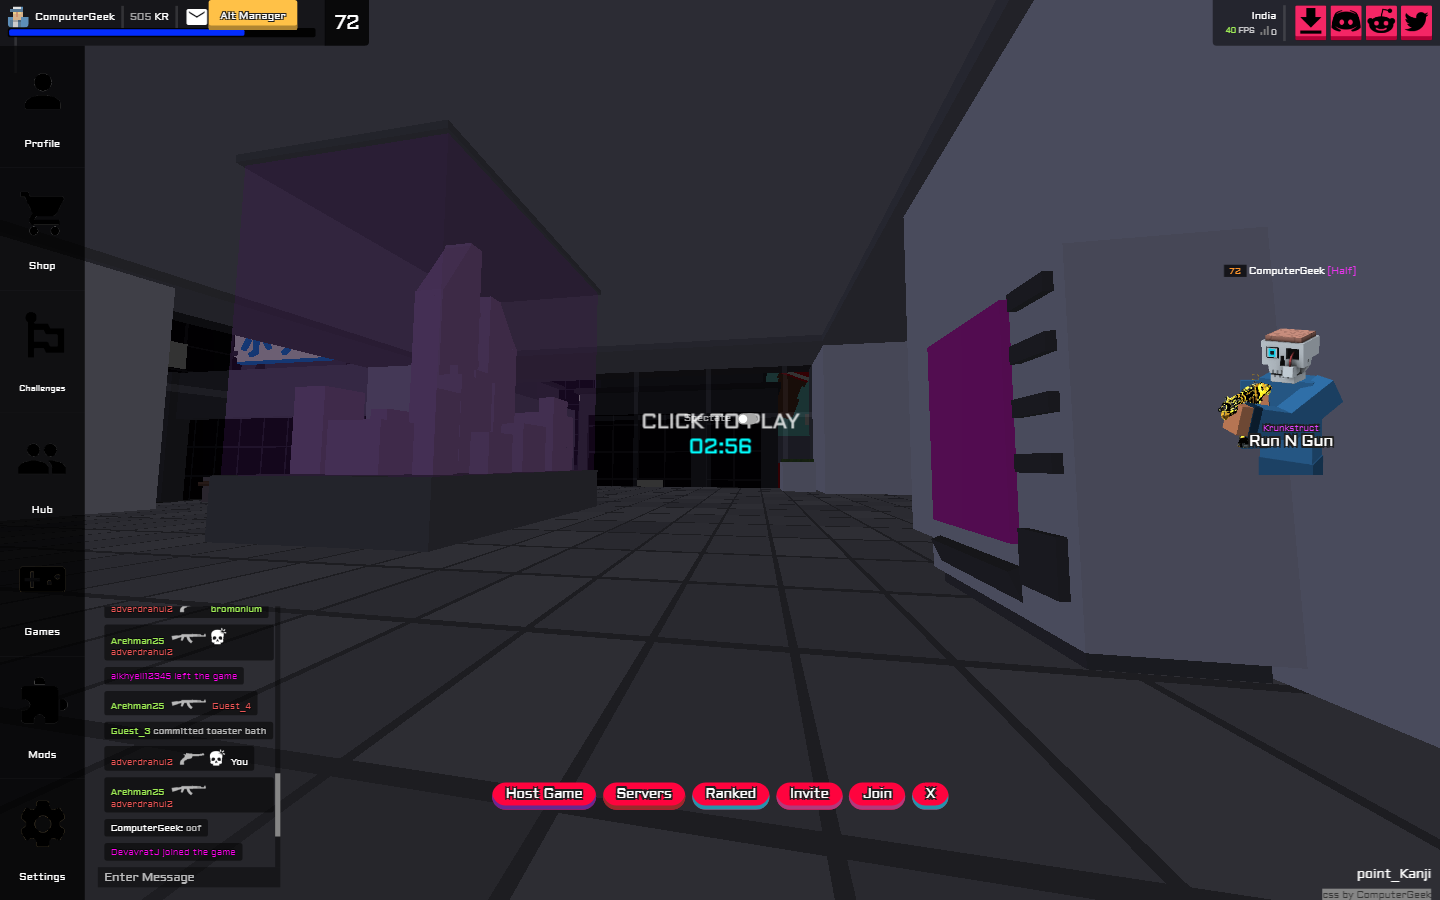 ComputerGeek
505 KR
Alt Manager
72
India
40 FPS
0
Profile
Shop
Challenges
Hub
Games
Mods
Settings
72 ComputerGeek [Half]
CLICK TO PLAY
Spectate
02:56
Krunkstruct
Run N Gun
adverdrahul2 bromonium
Arehman25
adverdrahul2
Arehman25 Guest_4
Guest_3 committed toaster bath
adverdrahul2 You
Arehman25
adverdrahul2
ComputerGeek: oof
DevavratJ joined the game
left the game
Enter Message
Host Game
Servers
Ranked
Invite
Join
X
point_Kanji
css by ComputerGeek